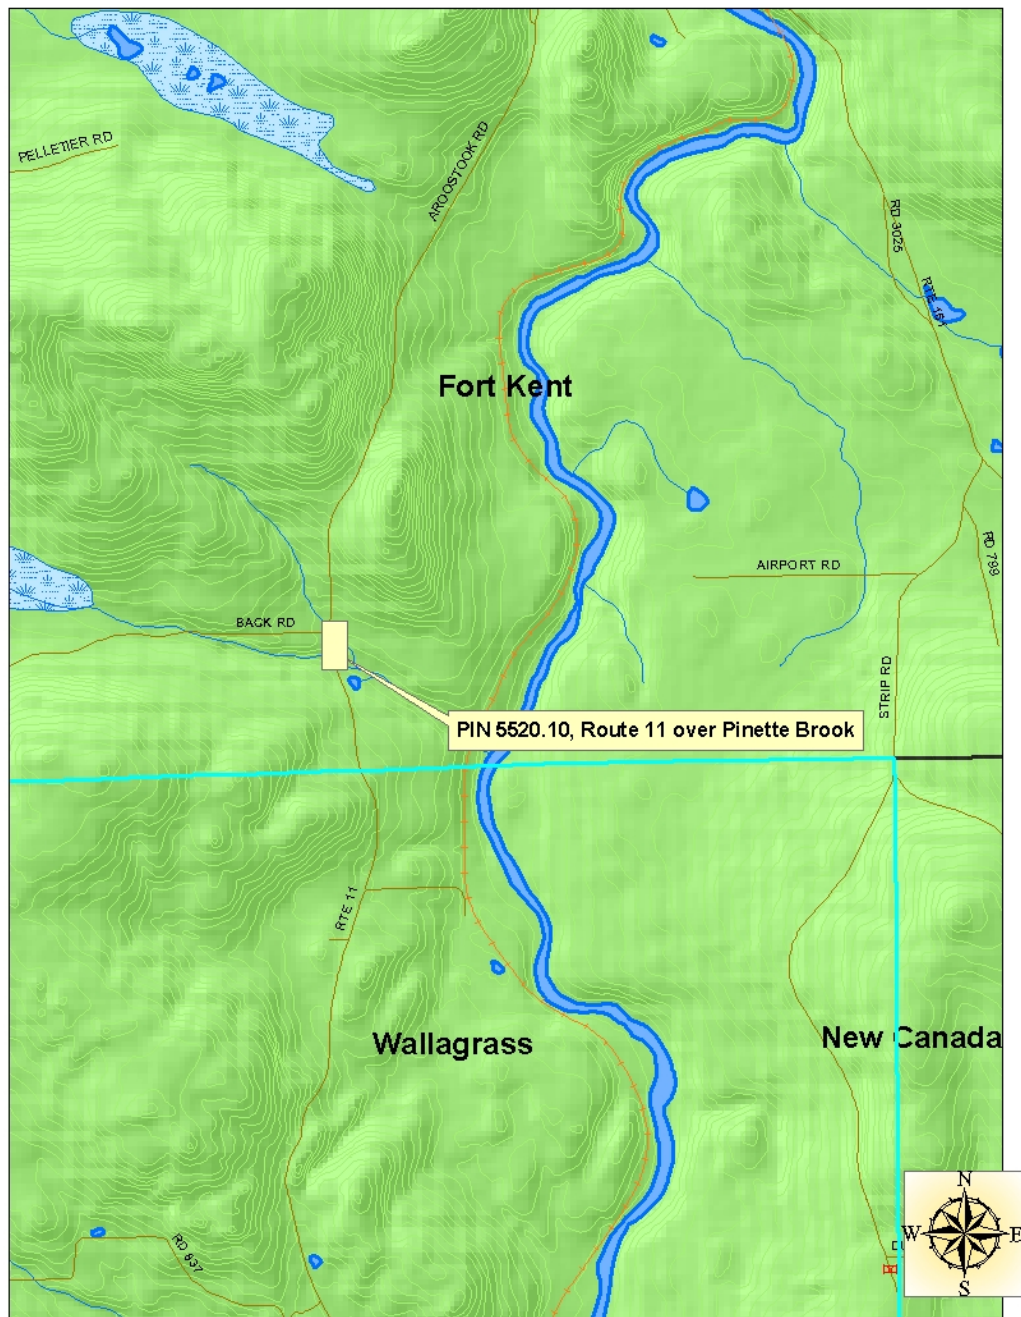 PELLETIER RD
AROOSTOOK RD
RD 3025
RTE 161
Fort Kent
AIRPORT RD
RD 799
BACK RD
STRIP RD
PIN 5520.10, Route 11 over Pinette Brook
RTE 11
Wallagrass
New Canada
RD 837
N
W
E
S